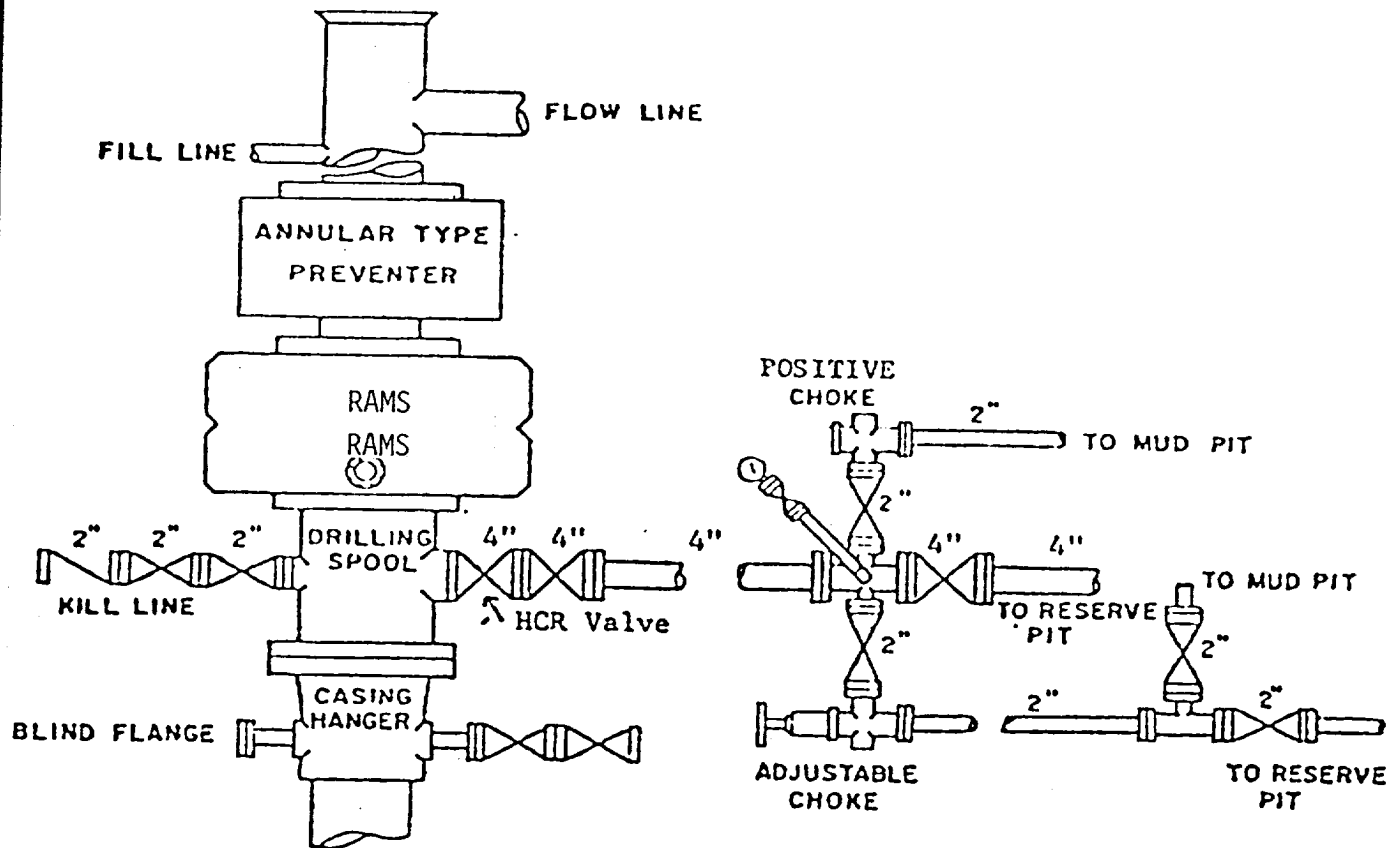 FLOW LINE
FILL LINE
ANNULAR TYPE
PREVENTER
RAMS
RAMS
POSITIVE
CHOKE
2"
TO MUD PIT
2"
2" 2" 2"
DRILLING
SPOOL
4" 4" 4"
4" 4"
KILL LINE
HCR Valve
TO RESERVE
PIT
TO MUD PIT
2"
2"
CASING
HANGER
BLIND FLANGE
2" 2"
ADJUSTABLE
CHOKE
TO RESERVE
PIT